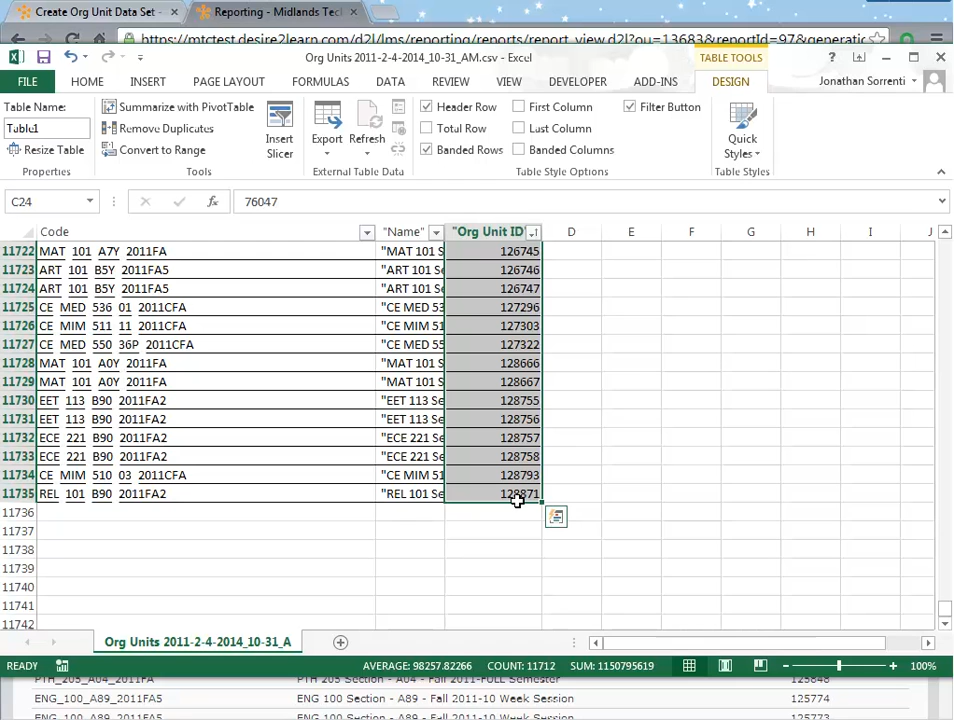 Create Org Unit Data Set - × Reporting - Midlands Tec ×
https://mtctest.desire2learn.com/d2l/lms/reporting/reports/report_view.d2l?ou=13683&reportId=97&generatio
Org Units 2011-2-4-2014_10-31_AM.csv - Excel TABLE TOOLS ?
FILE HOME INSERT PAGE LAYOUT FORMULAS DATA REVIEW VIEW DEVELOPER ADD-INS DESIGN Jonathan Sorrenti
Table Name: Summarize with PivotTable Header Row First Column Filter Button
Table1 Remove Duplicates Total Row Last Column
Resize Table Convert to Range Insert Slicer Export Refresh Banded Rows Banded Columns Quick Styles
Properties Tools External Table Data Table Style Options Table Styles
C24 fx 76047
Code "Name" "Org Unit ID" D E F G H I J
11722 MAT 101 A7Y 2011FA "MAT 101 S 126745
11723 ART 101 B5Y 2011FA5 "ART 101 Se 126746
11724 ART 101 B5Y 2011FA5 "ART 101 Se 126747
11725 CE MED 536 01 2011CFA "CE MED 53 127296
11726 CE MIM 511 11 2011CFA "CE MIM 51 127303
11727 CE MED 550 36P 2011CFA "CE MED 55 127322
11728 MAT 101 A0Y 2011FA "MAT 101 S 128666
11729 MAT 101 A0Y 2011FA "MAT 101 S 128667
11730 EET 113 B90 2011FA2 "EET 113 Se 128755
11731 EET 113 B90 2011FA2 "EET 113 Se 128756
11732 ECE 221 B90 2011FA2 "ECE 221 Se 128757
11733 ECE 221 B90 2011FA2 "ECE 221 Se 128758
11734 CE MIM 510 03 2011CFA "CE MIM 51 128793
11735 REL 101 B90 2011FA2 "REL 101 Se 128871
11736
11737
11738
11739
11740
11741
11742
Org Units 2011-2-4-2014_10-31_A
READY AVERAGE: 98257.82266 COUNT: 11712 SUM: 1150795619 100%
PTH_205_A04_2011FA PTH 205 Section - A04 - Fall 2011-FULL Semester 125848
ENG_100_A89_2011FA5 ENG 100 Section - A89 - Fall 2011-10 Week Session 125774